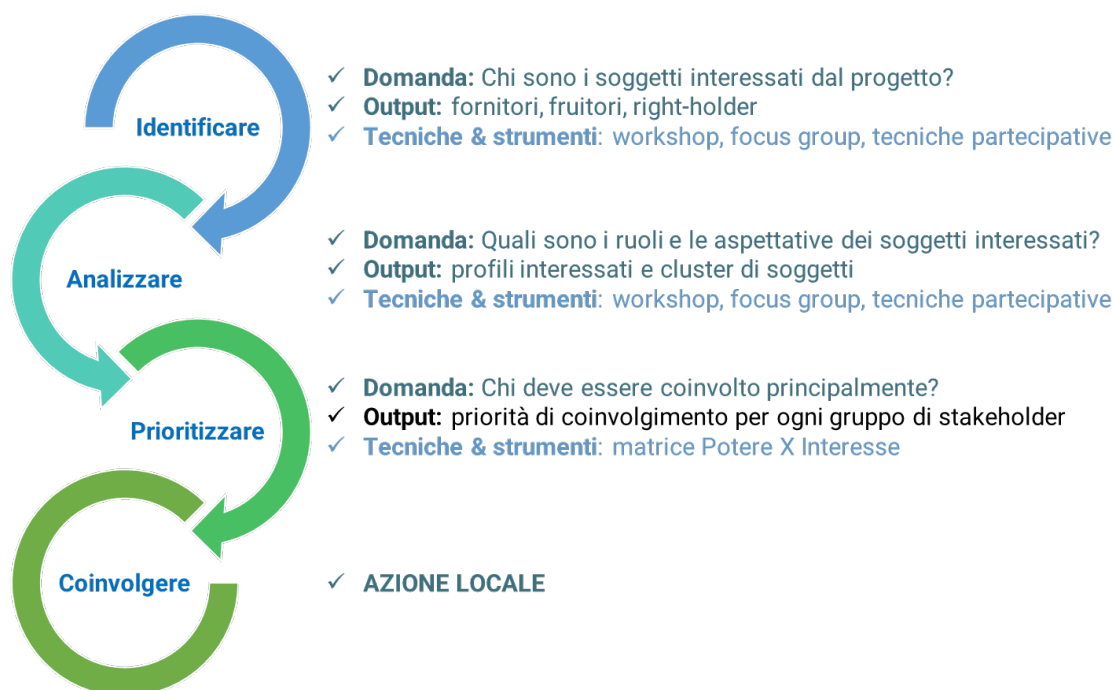 Identificare
✓ Domanda: Chi sono i soggetti interessati dal progetto?
✓ Output: fornitori, fruitori, right-holder
✓ Tecniche & strumenti: workshop, focus group, tecniche partecipative
Analizzare
✓ Domanda: Quali sono i ruoli e le aspettative dei soggetti interessati?
✓ Output: profili interessati e cluster di soggetti
✓ Tecniche & strumenti: workshop, focus group, tecniche partecipative
Prioritizzare
✓ Domanda: Chi deve essere coinvolto principalmente?
✓ Output: priorità di coinvolgimento per ogni gruppo di stakeholder
✓ Tecniche & strumenti: matrice Potere X Interesse
Coinvolgere
✓ AZIONE LOCALE